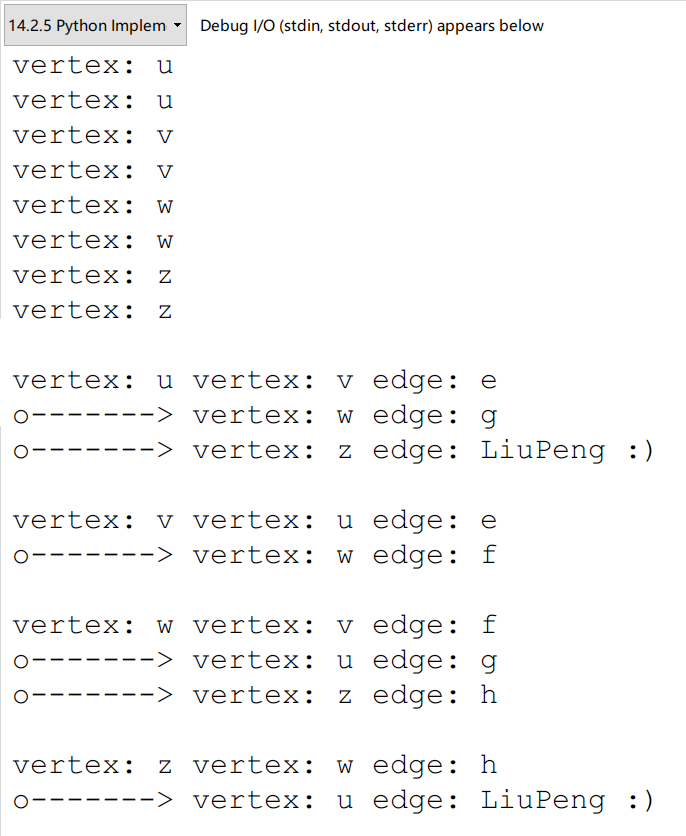 14.2.5 Python Implem Debug I/O (stdin, stdout, stderr) appears below
vertex: u
vertex: u
vertex: v
vertex: v
vertex: w
vertex: w
vertex: z
vertex: z
vertex: u vertex: v edge: e
o-------> vertex: w edge: g
o-------> vertex: z edge: LiuPeng :)
vertex: v vertex: u edge: e
o-------> vertex: w edge: f
vertex: w vertex: v edge: f
o-------> vertex: u edge: g
o-------> vertex: z edge: h
vertex: z vertex: w edge: h
o-------> vertex: u edge: LiuPeng :)